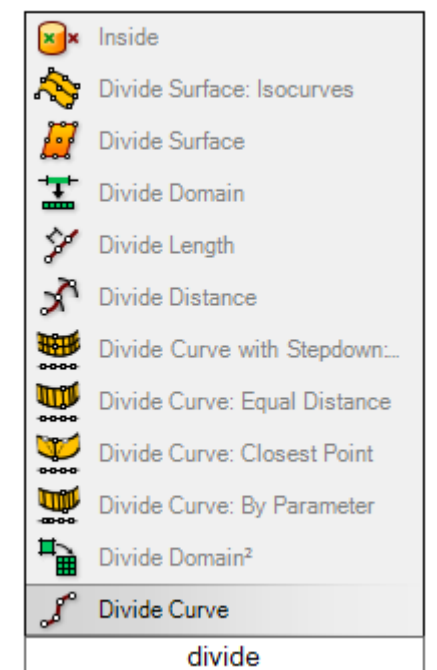 Inside
Divide Surface: Isocurves
Divide Surface
Divide Domain
Divide Length
Divide Distance
Divide Curve with Stepdown:...
Divide Curve: Equal Distance
Divide Curve: Closest Point
Divide Curve: By Parameter
Divide Domain²
Divide Curve
divide